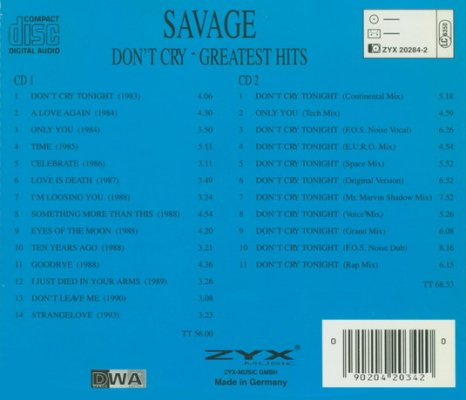 COMPACT
disc
DIGITAL AUDIO
SAVAGE
DON'T CRY - GREATEST HITS
ZYX 20284-2
LC 8350
CD 1
1 DON'T CRY TONIGHT (1983) 4.06
2 A LOVE AGAIN (1984) 4.30
3 ONLY YOU (1984) 3.50
4 TIME (1985) 5.11
5 CELEBRATE (1986) 3.11
6 LOVE IS DEATH (1987) 3.49
7 I'M LOOSING YOU (1988) 3.24
8 SOMETHING MORE THAN THIS (1988) 4.54
9 EYES OF THE MOON (1988) 4.20
10 TEN YEARS AGO (1988) 3.21
11 GOODBYE (1988) 4.36
12 I JUST DIED IN YOUR ARMS (1989) 3.26
13 DON'T LEAVE ME (1990) 3.08
14 STRANGELOVE (1993) 3.23
TT 56.00
CD 2
1 DON'T CRY TONIGHT (Continental Mix) 5.18
2 ONLY YOU (Tech Mix) 4.59
3 DON'T CRY TONIGHT (F.O.S. Noise Vocal) 6.26
4 DON'T CRY TONIGHT (E.U.R.O. Mix) 4.54
5 DON'T CRY TONIGHT (Space Mix) 5.52
6 DON'T CRY TONIGHT (Original Version) 6.52
7 DON'T CRY TONIGHT (Mr. Marvin Shadow Mix) 7.52
8 DON'T CRY TONIGHT (Voice Mix) 5.26
9 DON'T CRY TONIGHT (Grand Mix) 6.08
10 DON'T CRY TONIGHT (F.O.S. Noise Dub) 8.16
11 DON'T CRY TONIGHT (Rap Mix) 6.15
TT 68.53
DWA
ZYX
MUSIC
ZYX-MUSIC GMBH
Made in Germany
0 0
90204 20342